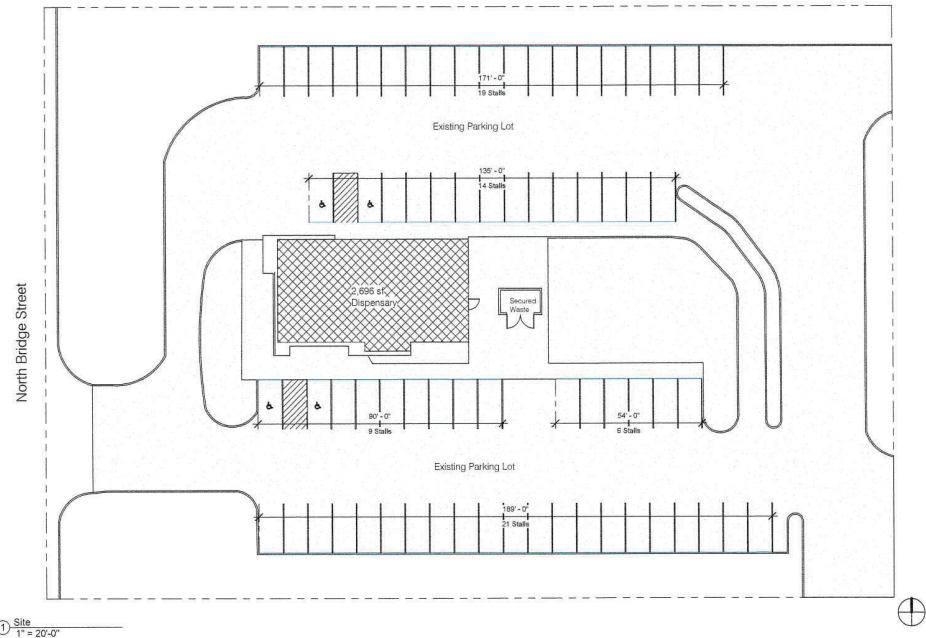 171' - 0"
19 Stalls
Existing Parking Lot
135' - 0"
14 Stalls
North Bridge Street
2,696 sf
Dispensary
Secured
Waste
90' - 0"
9 Stalls
54' - 0"
6 Stalls
Existing Parking Lot
189' - 0"
21 Stalls
1
Site
1" = 20'-0"